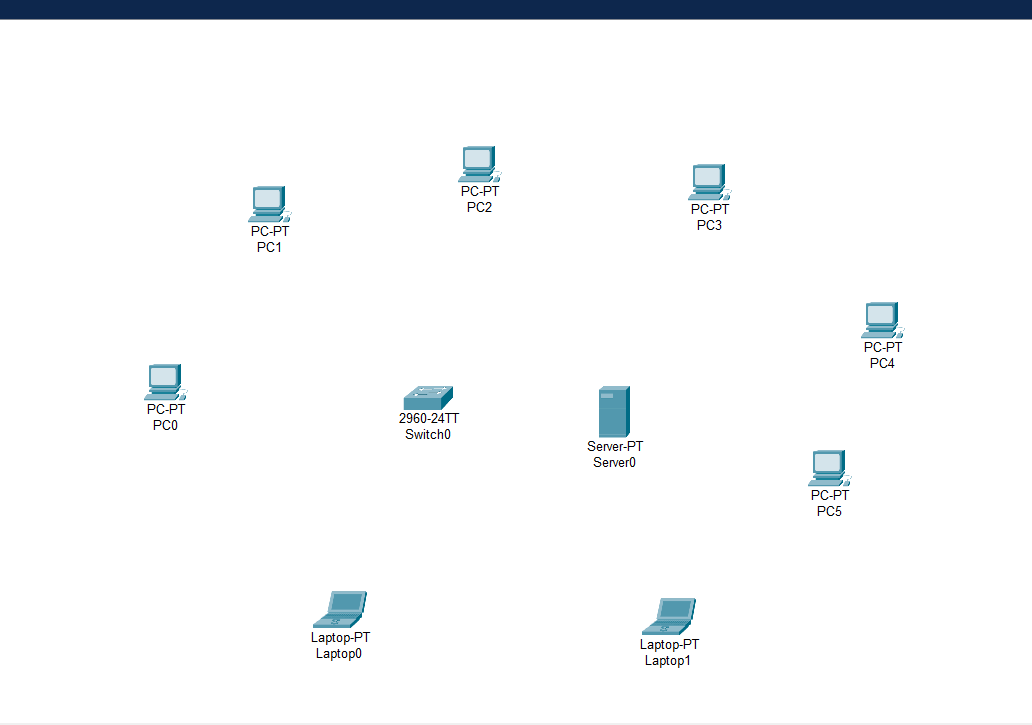 PC-PT
PC2
PC-PT
PC3
PC-PT
PC1
PC-PT
PC4
PC-PT
PC0
2960-24TT
Switch0
Server-PT
Server0
PC-PT
PC5
Laptop-PT
Laptop0
Laptop-PT
Laptop1